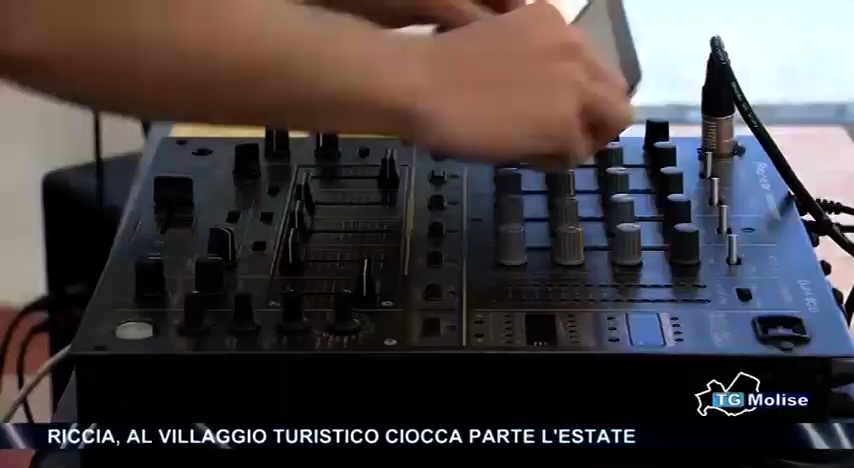 TG Molise
RICCIA, AL VILLAGGIO TURISTICO CIOCCA PARTE L'ESTATE